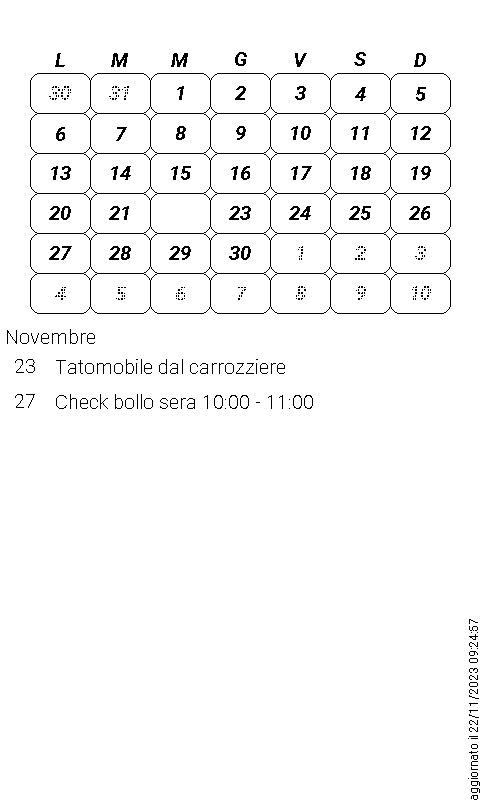 L M M G V S D
30 31 1 2 3 4 5
6 7 8 9 10 11 12
13 14 15 16 17 18 19
20 21 23 24 25 26
27 28 29 30 1 2 3
4 5 6 7 8 9 10
Novembre
23 Tatomobile dal carrozziere
27 Check bollo sera 10:00 - 11:00
aggiornato il 22/11/2023 09:24:57